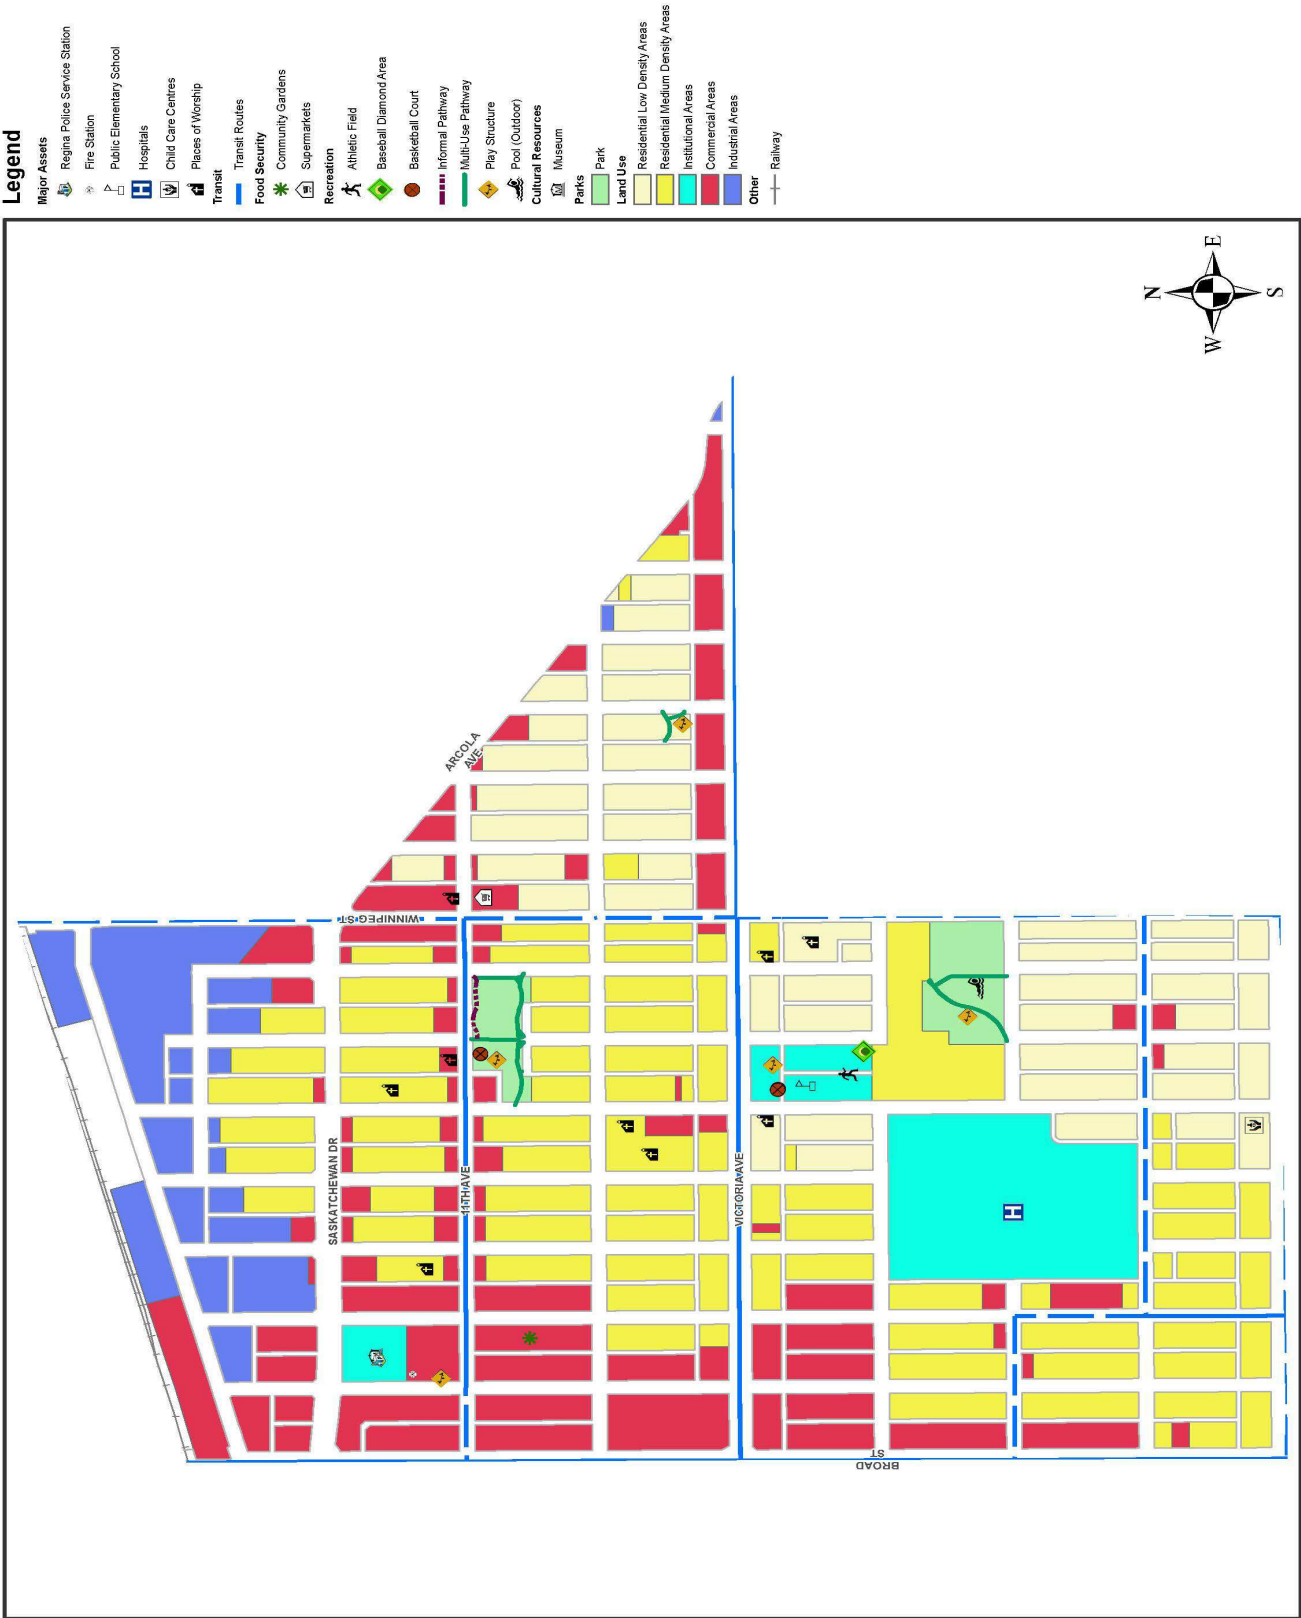 Legend
Major Assets
Regina Police Service Station
Fire Station
Public Elementary School
Hospitals
Child Care Centres
Places of Worship
Transit
Transit Routes
Food Security
Community Gardens
Supermarkets
Recreation
Athletic Field
Baseball Diamond Area
Basketball Court
Informal Pathway
Multi-Use Pathway
Play Structure
Pool (Outdoor)
Cultural Resources
Museum
Parks
Park
Land Use
Residential Low Density Areas
Residential Medium Density Areas
Institutional Areas
Commercial Areas
Industrial Areas
Other
Railway
N
E
S
W
ARCOLA
AVE
WINNIPEG ST
SASKATCHEWAN DR
11TH AVE
VICTORIA AVE
BROAD
ST
H